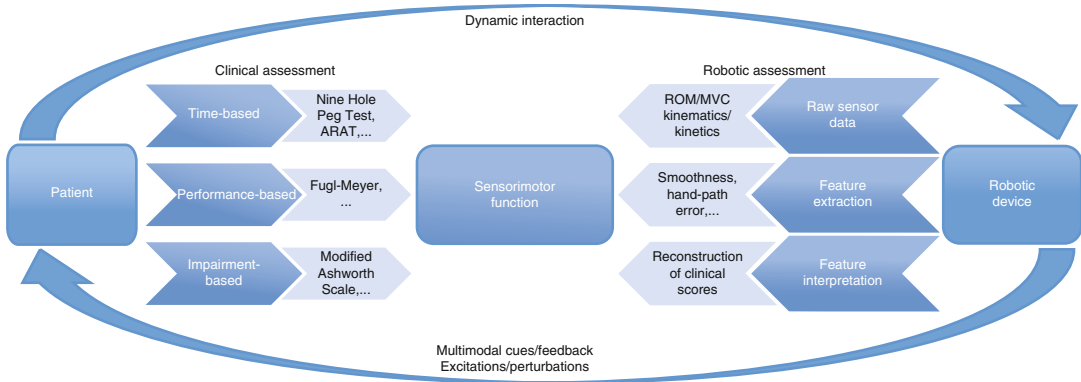 Dynamic interaction
Clinical assessment
Robotic assessment
Time-based
Nine Hole
Peg Test,
ARAT,...
ROM/MVC
kinematics/
kinetics
Raw sensor
data
Patient
Performance-based
Fugl-Meyer,
...
Sensorimotor
function
Smoothness,
hand-path
error,...
Feature
extraction
Robotic
device
Impairment-
based
Modified
Ashworth
Scale,...
Reconstruction
of clinical
scores
Feature
interpretation
Multimodal cues/feedback
Excitations/perturbations